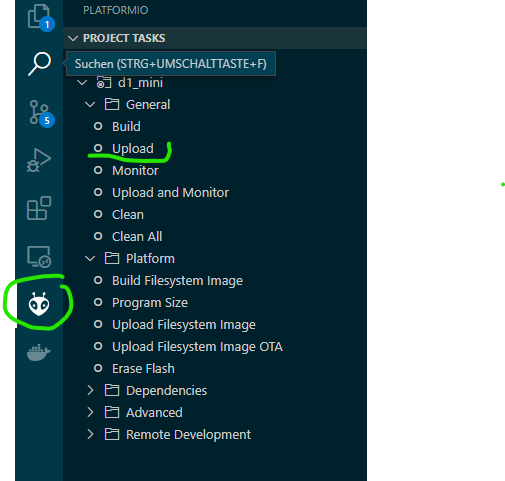 PLATFORMIO
1
PROJECT TASKS
Suchen (STRG+UMSCHALTTASTE+F)
d1_mini
General
Build
5
Upload
Monitor
Upload and Monitor
Clean
Clean All
Platform
Build Filesystem Image
Program Size
Upload Filesystem Image
Upload Filesystem Image OTA
Erase Flash
Dependencies
Advanced
Remote Development